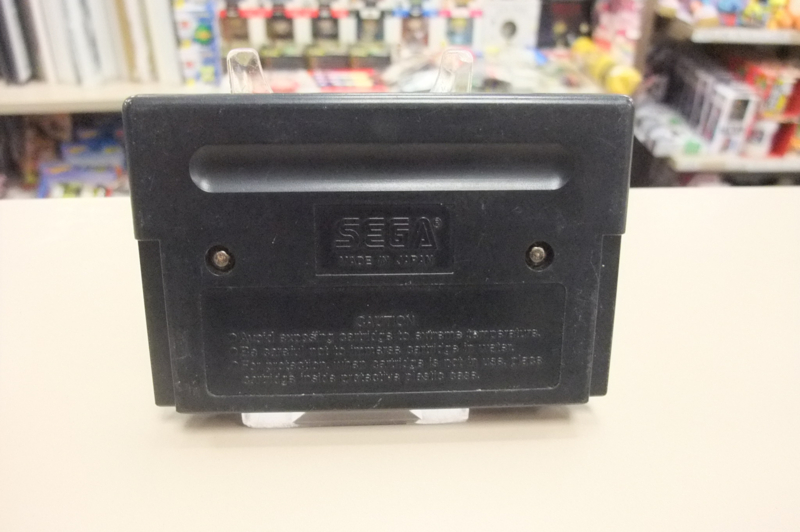 SEGA®
MADE IN JAPAN
CAUTION
○Avoid exposing cartridge to extreme temperature.
○Be careful not to immerse cartridge in water.
○For protection, when cartridge is not in use, place
cartridge inside protective plastic case.